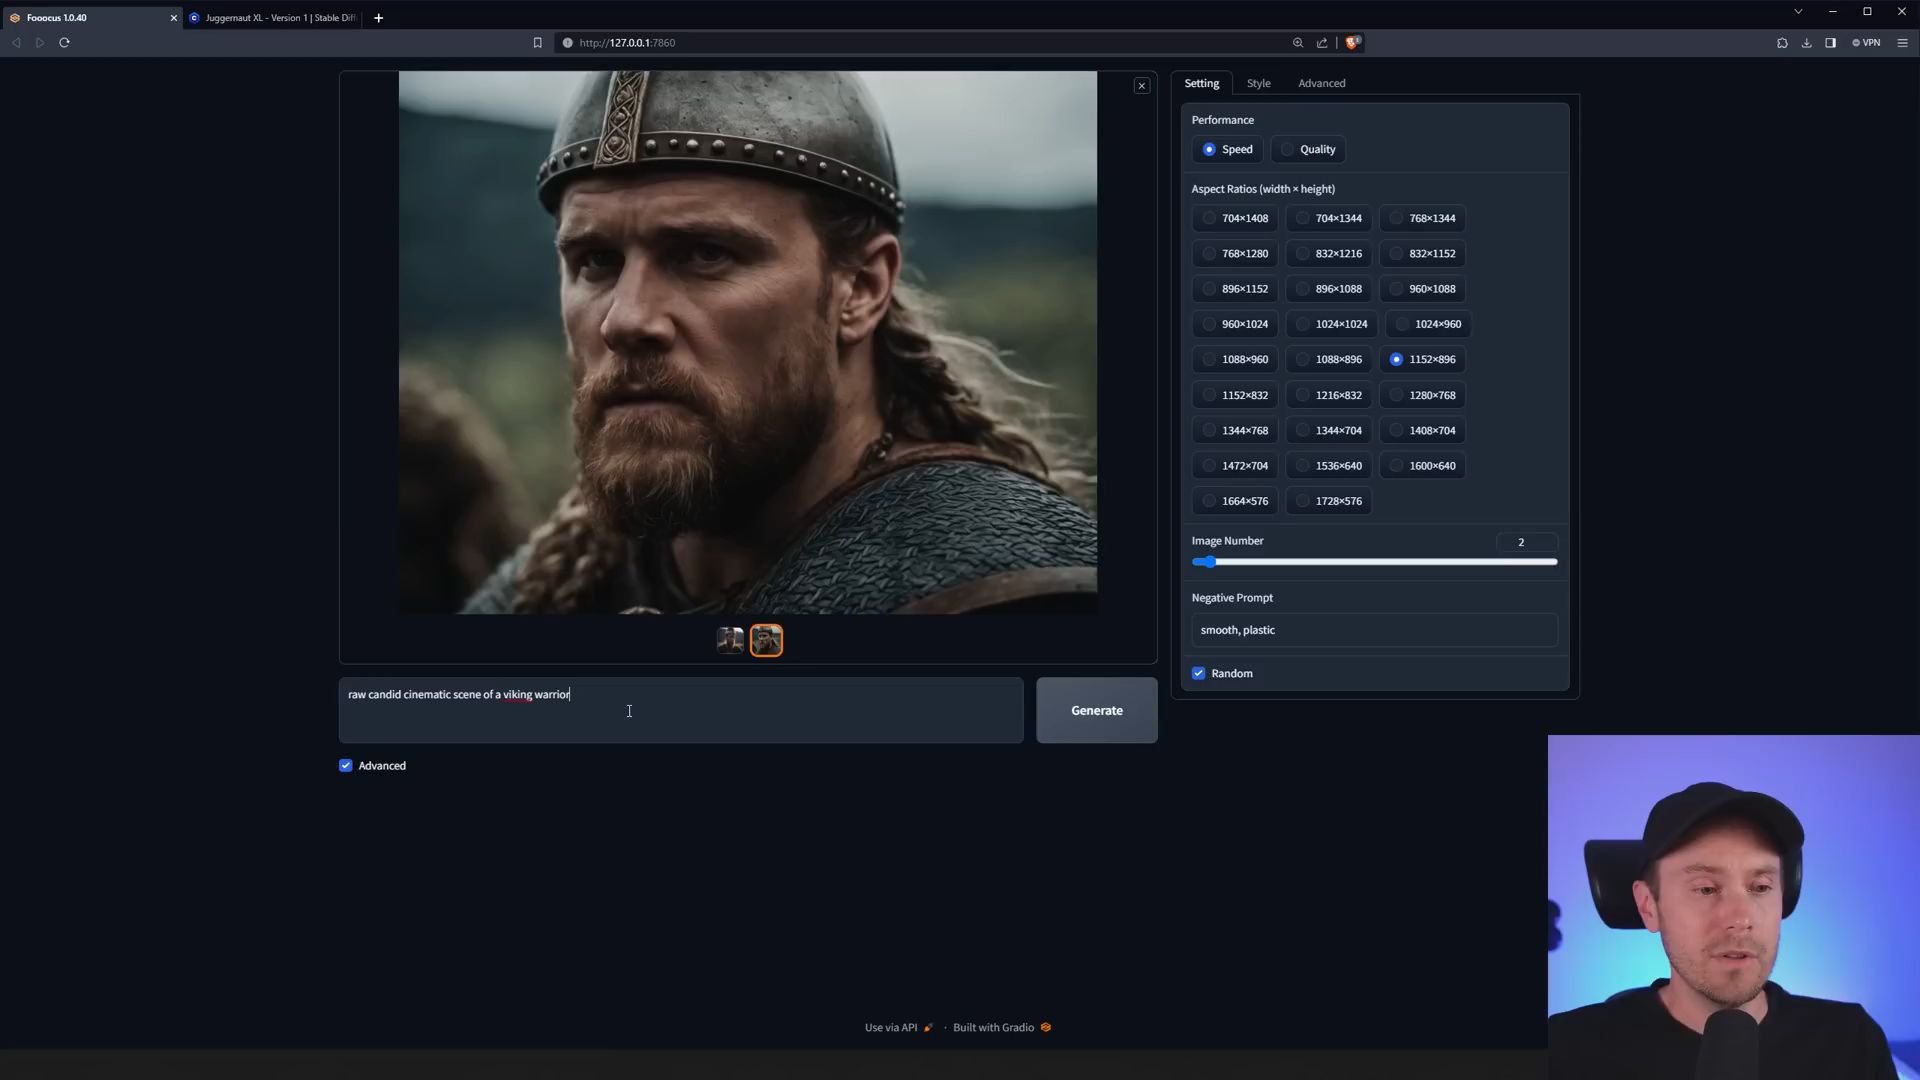 Fooocus 1.0.40
Juggernaut XL - Version 1 | Stable Dif
http://127.0.0.1:7860
VPN
Setting
Style
Advanced
Performance
Speed
Quality
Aspect Ratios (width × height)
704×1408
704×1344
768×1344
768×1280
832×1216
832×1152
896×1152
896×1088
960×1088
960×1024
1024×1024
1024×960
1088×960
1088×896
1152×896
1152×832
1216×832
1280×768
1344×768
1344×704
1408×704
1472×704
1536×640
1600×640
1664×576
1728×576
Image Number
2
Negative Prompt
smooth, plastic
Random
raw candid cinematic scene of a viking warrior
Generate
Advanced
Use via API
·
Built with Gradio